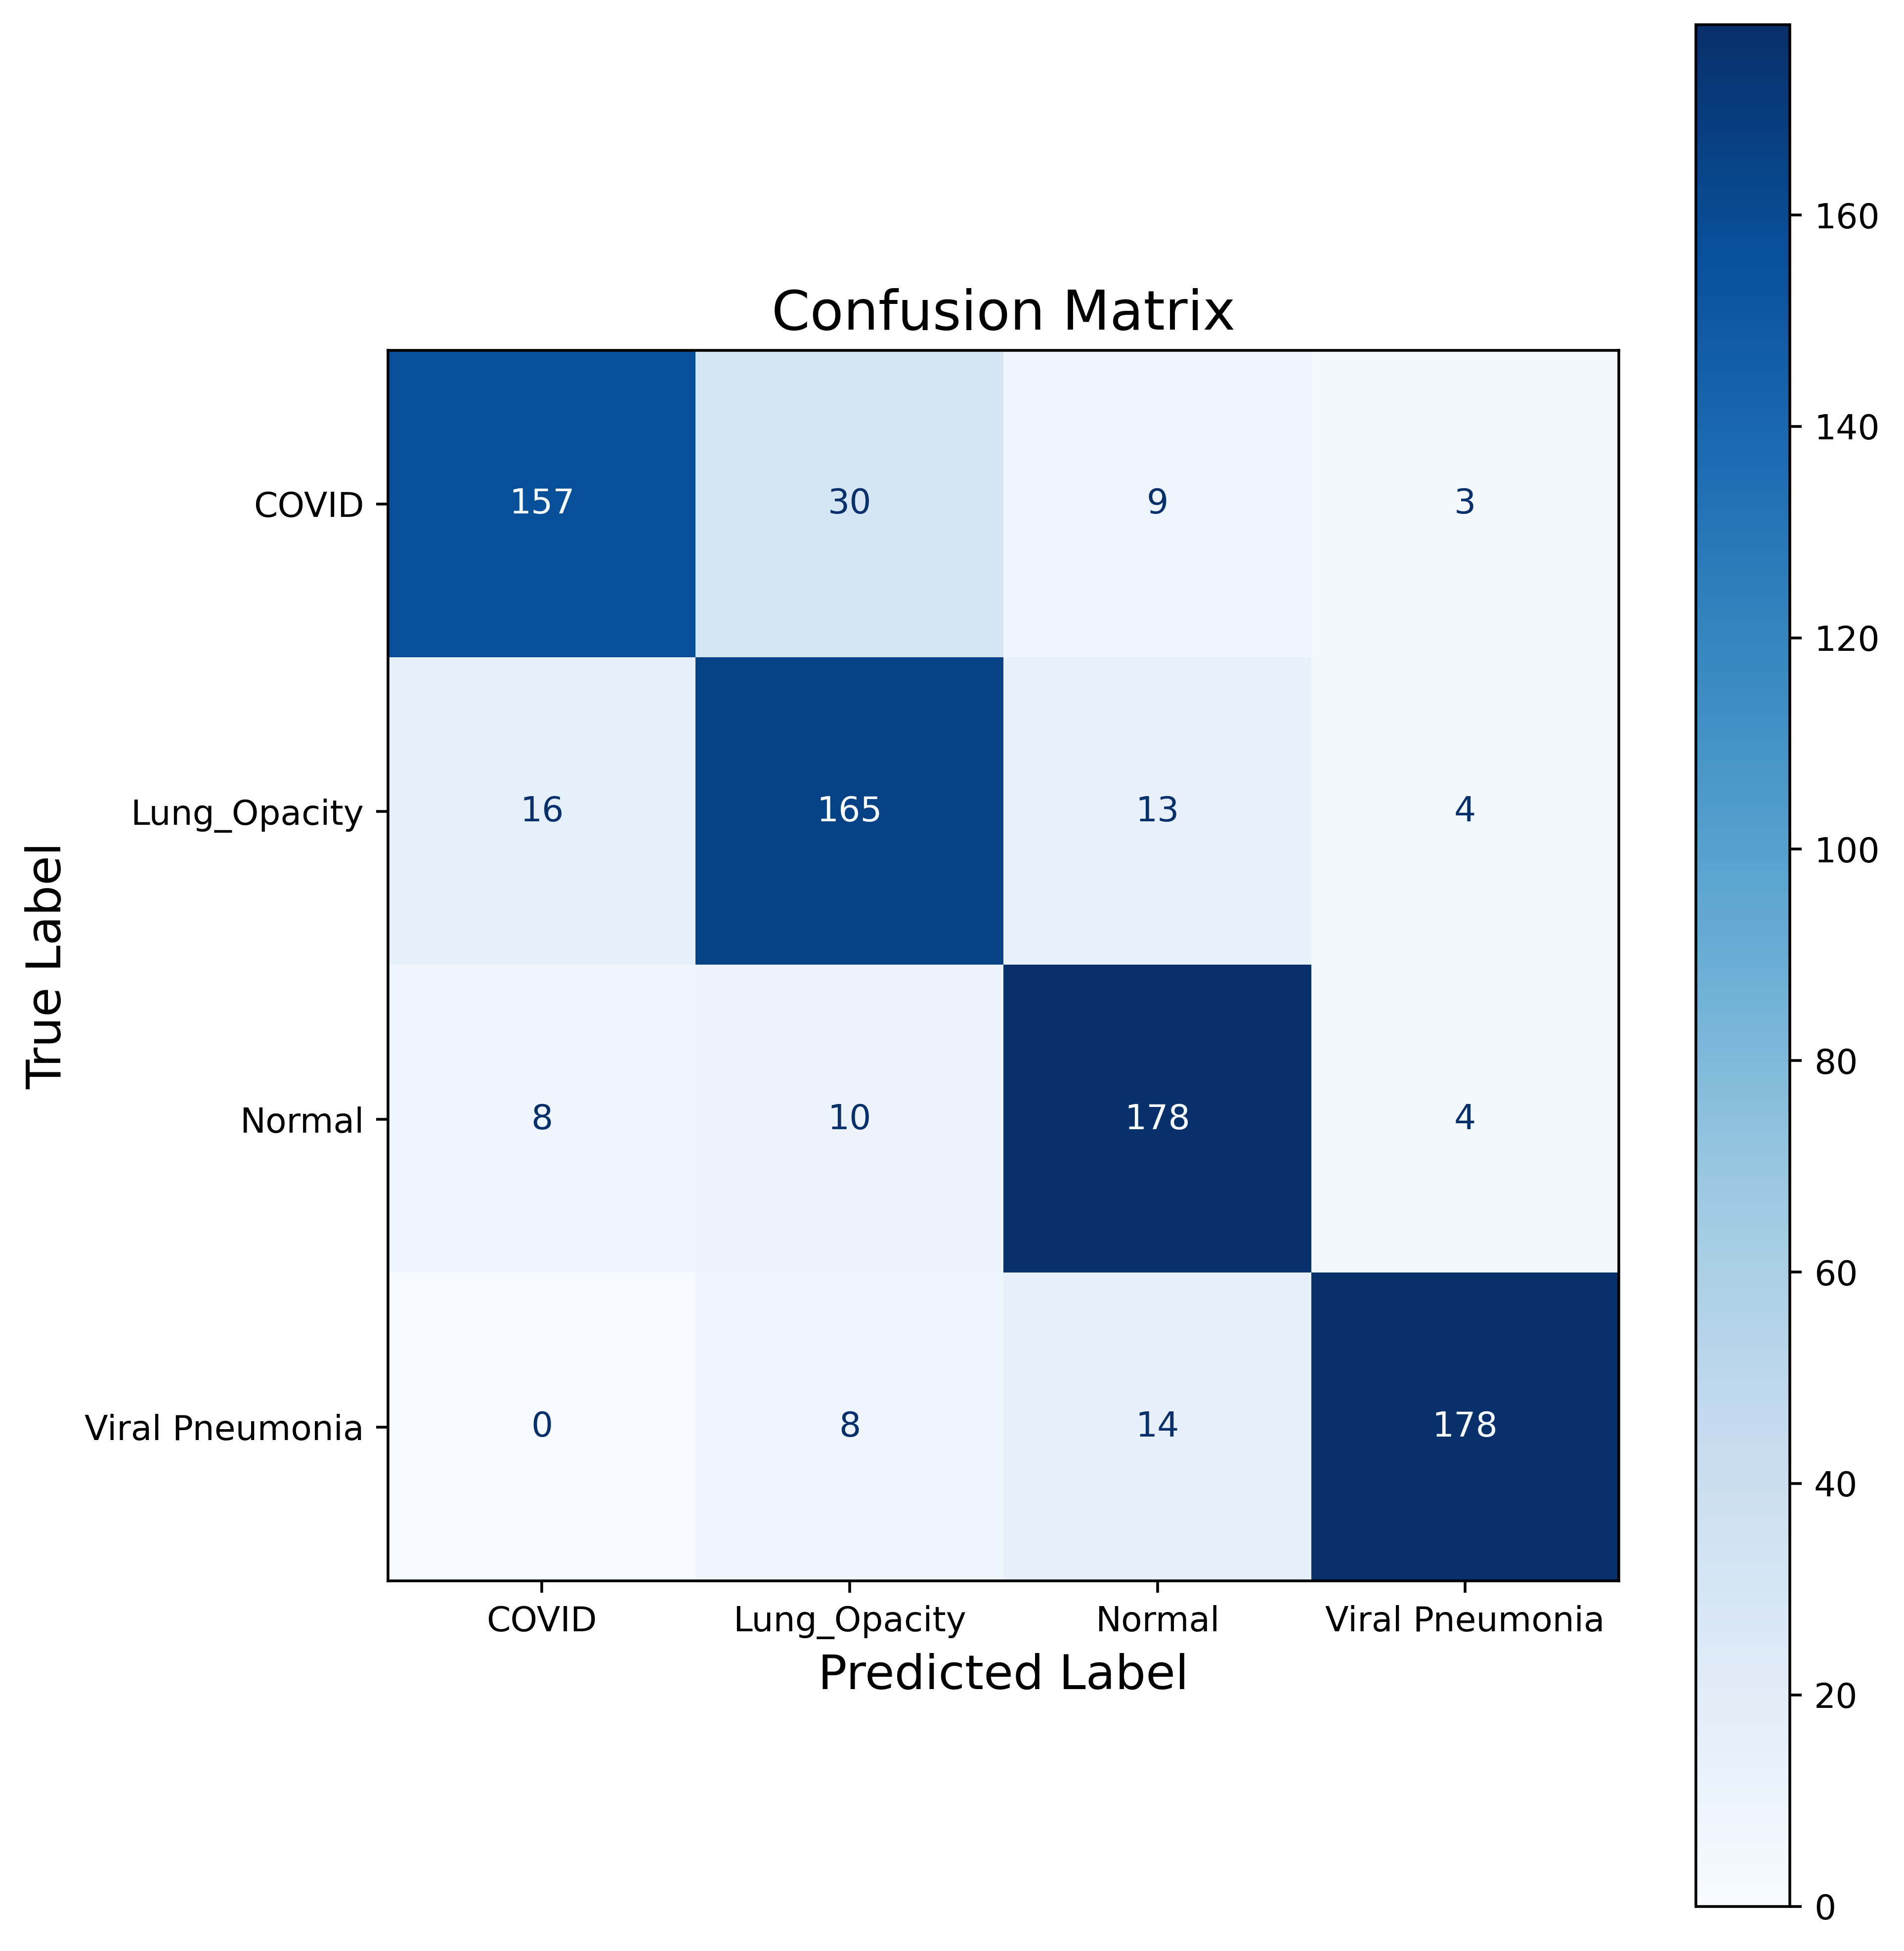 Confusion Matrix
160
140
120
100
80
60
40
20
0
True Label
COVID 157 30 9 3
Lung_Opacity 16 165 13 4
Normal 8 10 178 4
Viral Pneumonia 0 8 14 178
COVID Lung_Opacity Normal Viral Pneumonia
Predicted Label